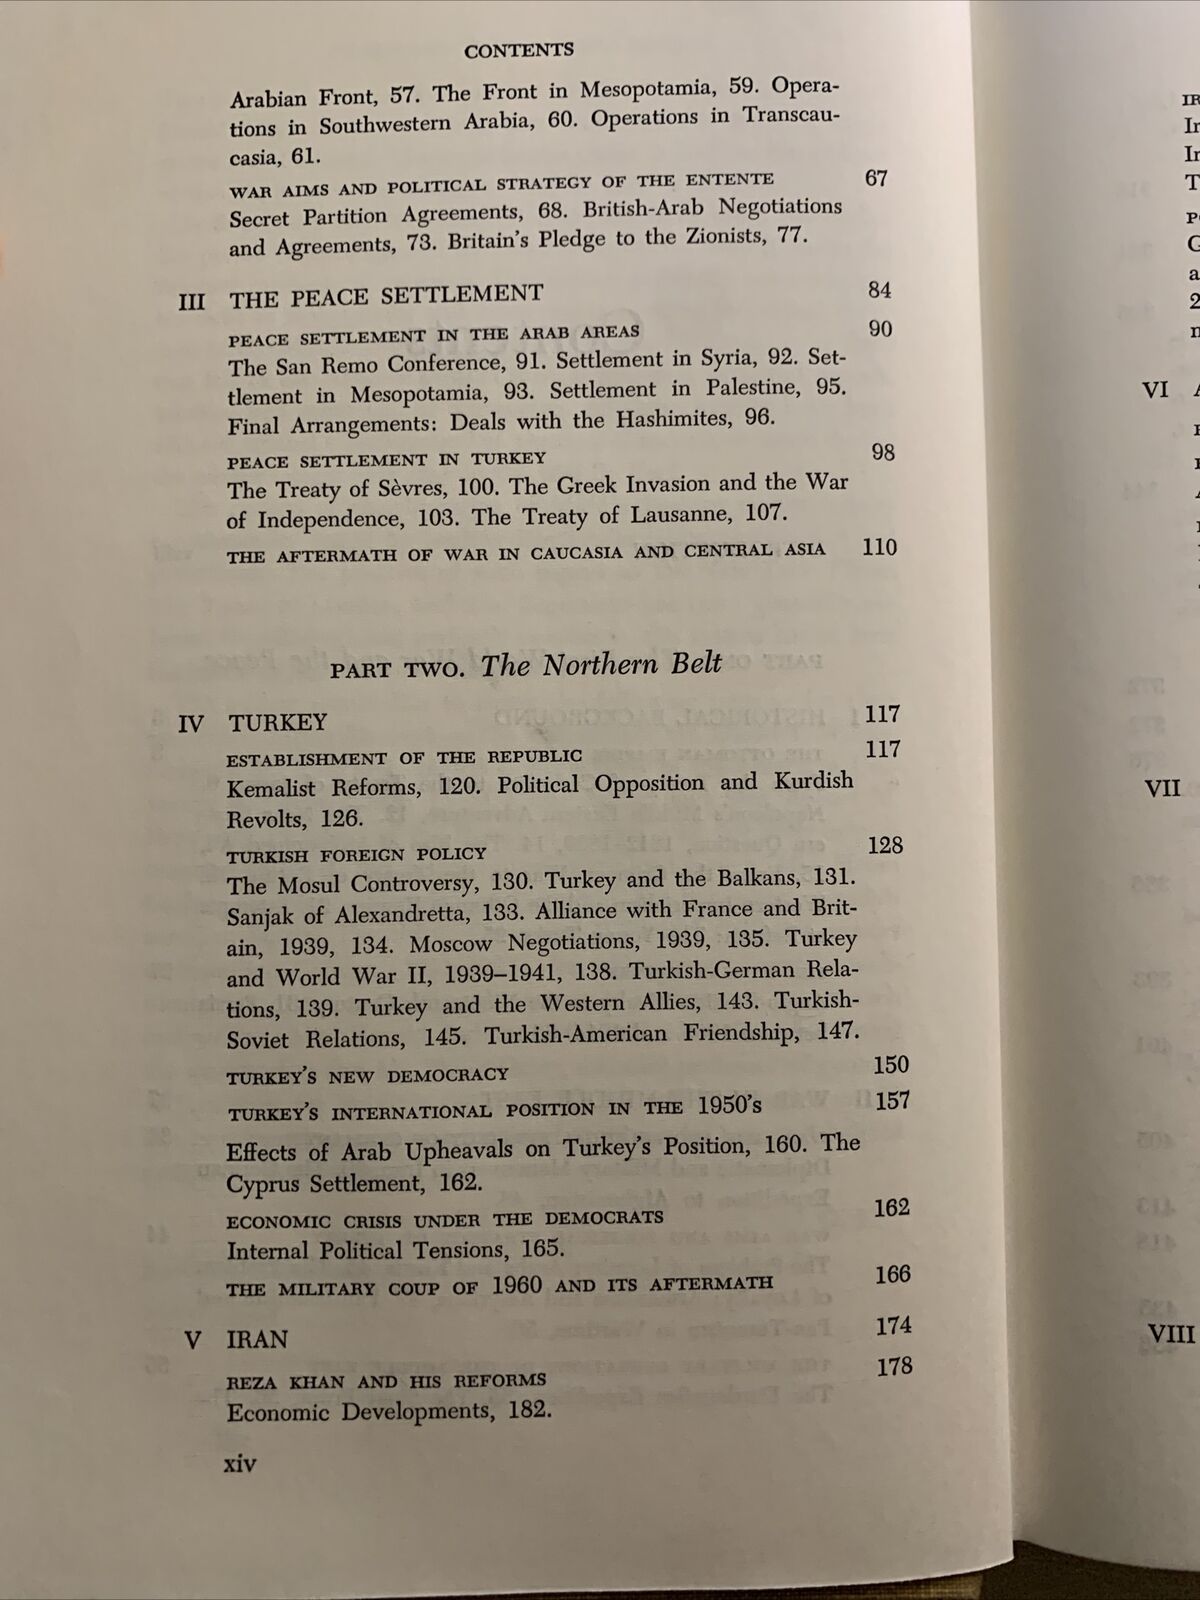 CONTENTS
Arabian Front, 57. The Front in Mesopotamia, 59. Opera-
tions in Southwestern Arabia, 60. Operations in Transcau-
casia, 61.
WAR AIMS AND POLITICAL STRATEGY OF THE ENTENTE 67
Secret Partition Agreements, 68. British-Arab Negotiations
and Agreements, 73. Britain's Pledge to the Zionists, 77.
III THE PEACE SETTLEMENT 84
PEACE SETTLEMENT IN THE ARAB AREAS 90
The San Remo Conference, 91. Settlement in Syria, 92. Set-
tlement in Mesopotamia, 93. Settlement in Palestine, 95.
Final Arrangements: Deals with the Hashimites, 96.
PEACE SETTLEMENT IN TURKEY 98
The Treaty of Sèvres, 100. The Greek Invasion and the War
of Independence, 103. The Treaty of Lausanne, 107.
THE AFTERMATH OF WAR IN CAUCASIA AND CENTRAL ASIA 110
PART TWO. The Northern Belt
IV TURKEY 117
ESTABLISHMENT OF THE REPUBLIC 117
Kemalist Reforms, 120. Political Opposition and Kurdish
Revolts, 126.
TURKISH FOREIGN POLICY 128
The Mosul Controversy, 130. Turkey and the Balkans, 131.
Sanjak of Alexandretta, 133. Alliance with France and Brit-
ain, 1939, 134. Moscow Negotiations, 1939, 135. Turkey
and World War II, 1939–1941, 138. Turkish-German Rela-
tions, 139. Turkey and the Western Allies, 143. Turkish-
Soviet Relations, 145. Turkish-American Friendship, 147.
TURKEY'S NEW DEMOCRACY 150
TURKEY'S INTERNATIONAL POSITION IN THE 1950's 157
Effects of Arab Upheavals on Turkey's Position, 160. The
Cyprus Settlement, 162.
ECONOMIC CRISIS UNDER THE DEMOCRATS 162
Internal Political Tensions, 165.
THE MILITARY COUP OF 1960 AND ITS AFTERMATH 166
V IRAN 174
REZA KHAN AND HIS REFORMS 178
Economic Developments, 182.
xiv
VI
VII
VIII